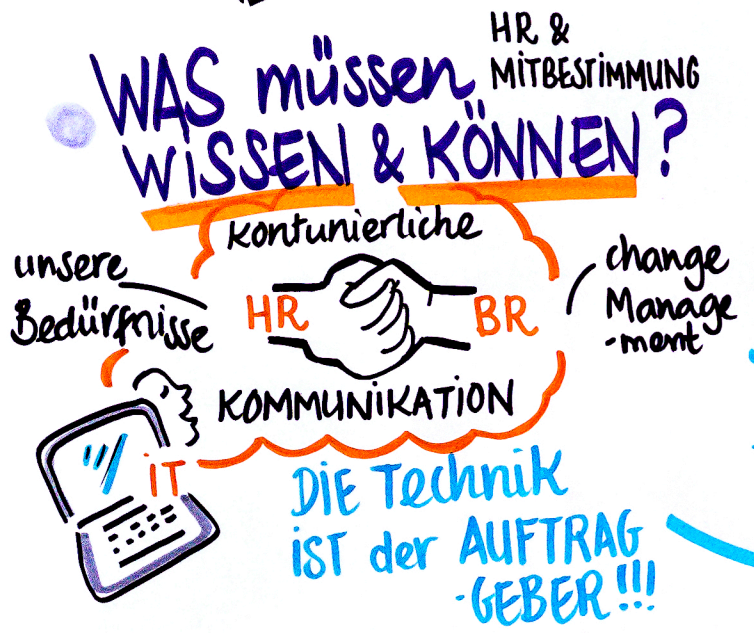 WAS müssen
HR &
MITBESTIMMUNG
WISSEN & KÖNNEN?
kontunierliche
unsere
Bedürfnisse
HR
BR
change
Manage
-ment
KOMMUNIKATION
iT
DIE Technik
iST der AUFTRAG
-GEBER!!!